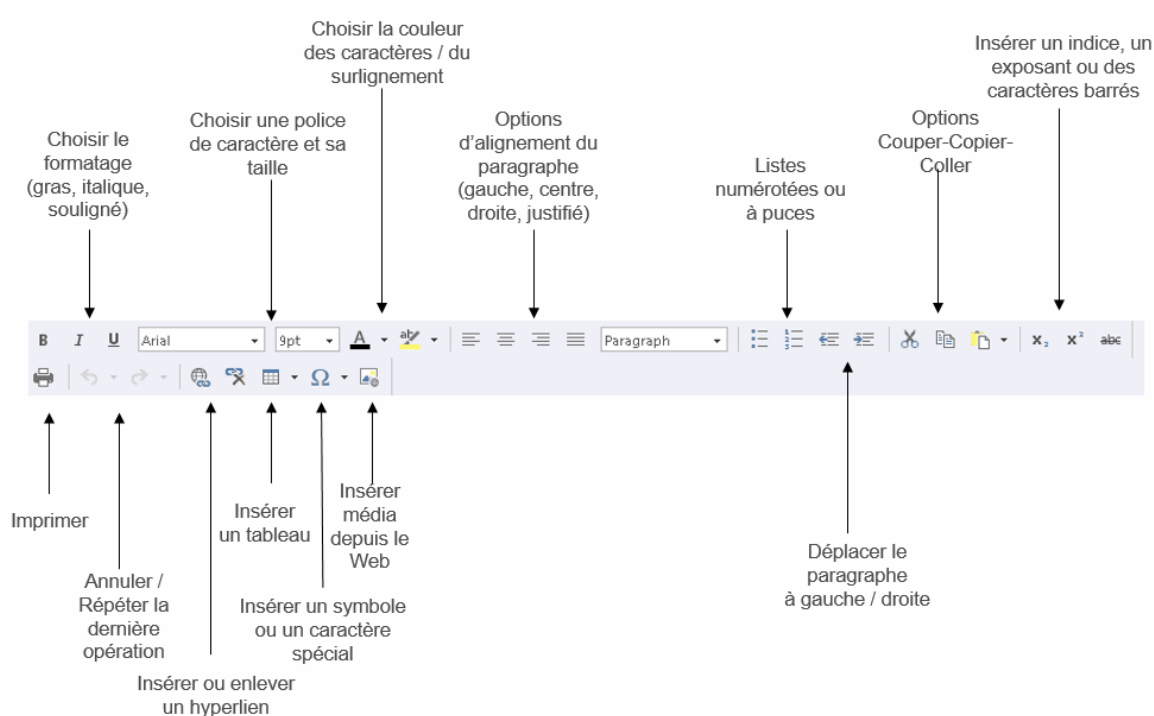 Choisir la couleur
des caractères / du
surlignement
Insérer un indice, un
exposant ou des
caractères barrés
Choisir une police
de caractère et sa
taille
Options
d'alignement du
paragraphe
(gauche, centre,
droite, justifié)
Options
Couper-Copier-
Coller
Choisir le
formatage
(gras, italique,
souligné)
Listes
numérotées ou
à puces
B I U Arial 9pt A ab Paragraph x₂ x² abc
Ω
Imprimer
Insérer
un tableau
Insérer
média
depuis le
Web
Déplacer le
paragraphe
à gauche / droite
Annuler /
Répéter la
dernière
opération
Insérer un symbole
ou un caractère
spécial
Insérer ou enlever
un hyperlien